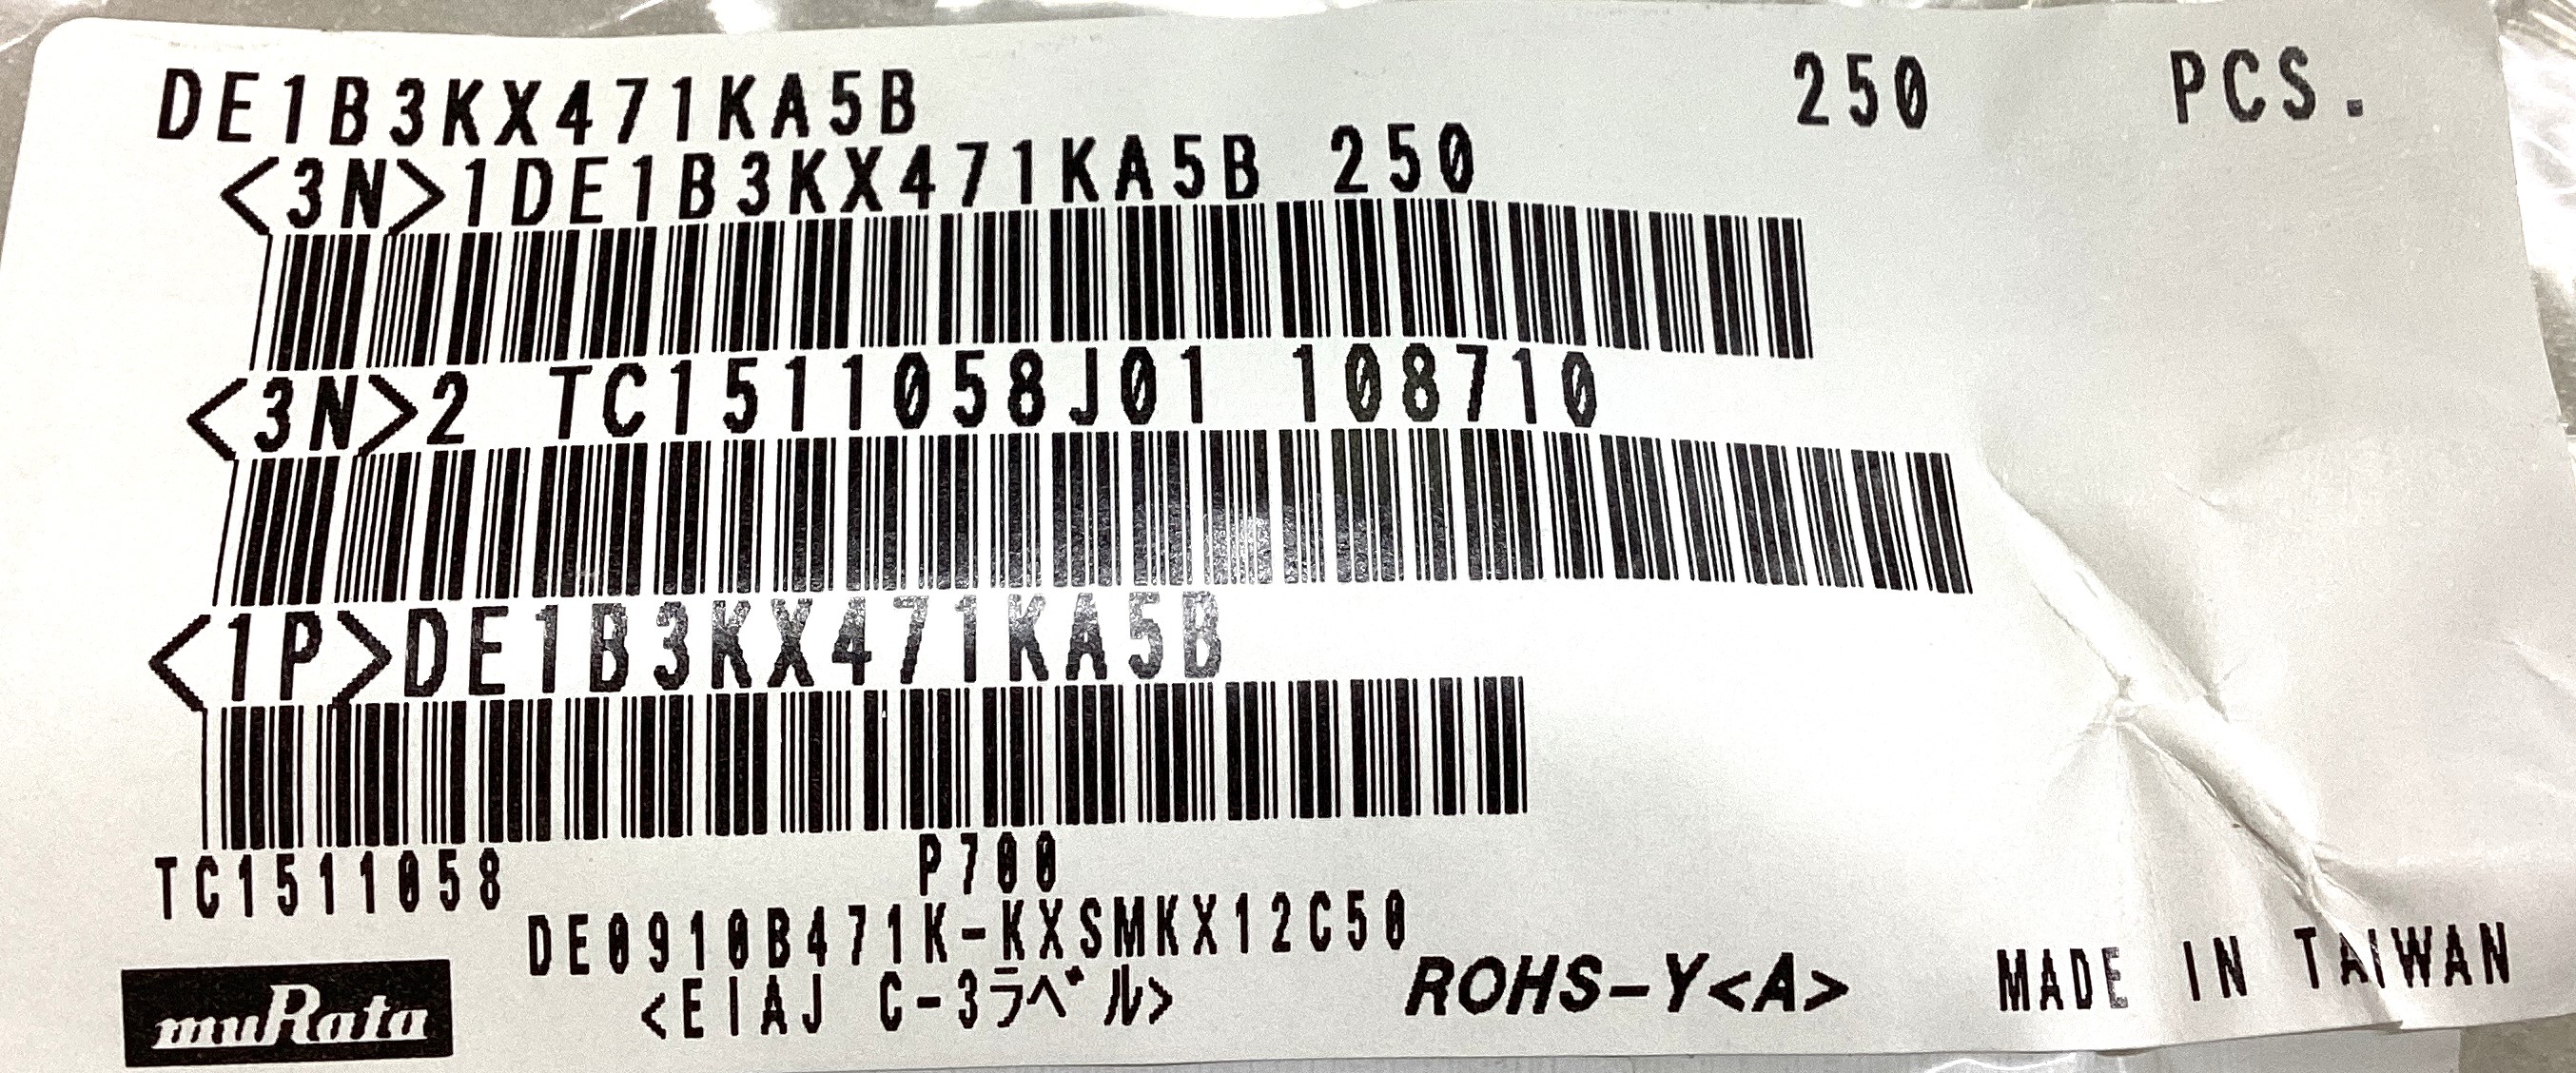 DE1B3KX471KA5B 250 PCS.
<3N>1DE1B3KX471KA5B 250
<3N>2 TC1511058J01 108710
<1P>DE1B3KX471KA5B
TC1511058 P700
DE0910B471K-KXSMKX12C50
muRata <EIAJ C-3ラベル> ROHS-Y<A> MADE IN TAIWAN